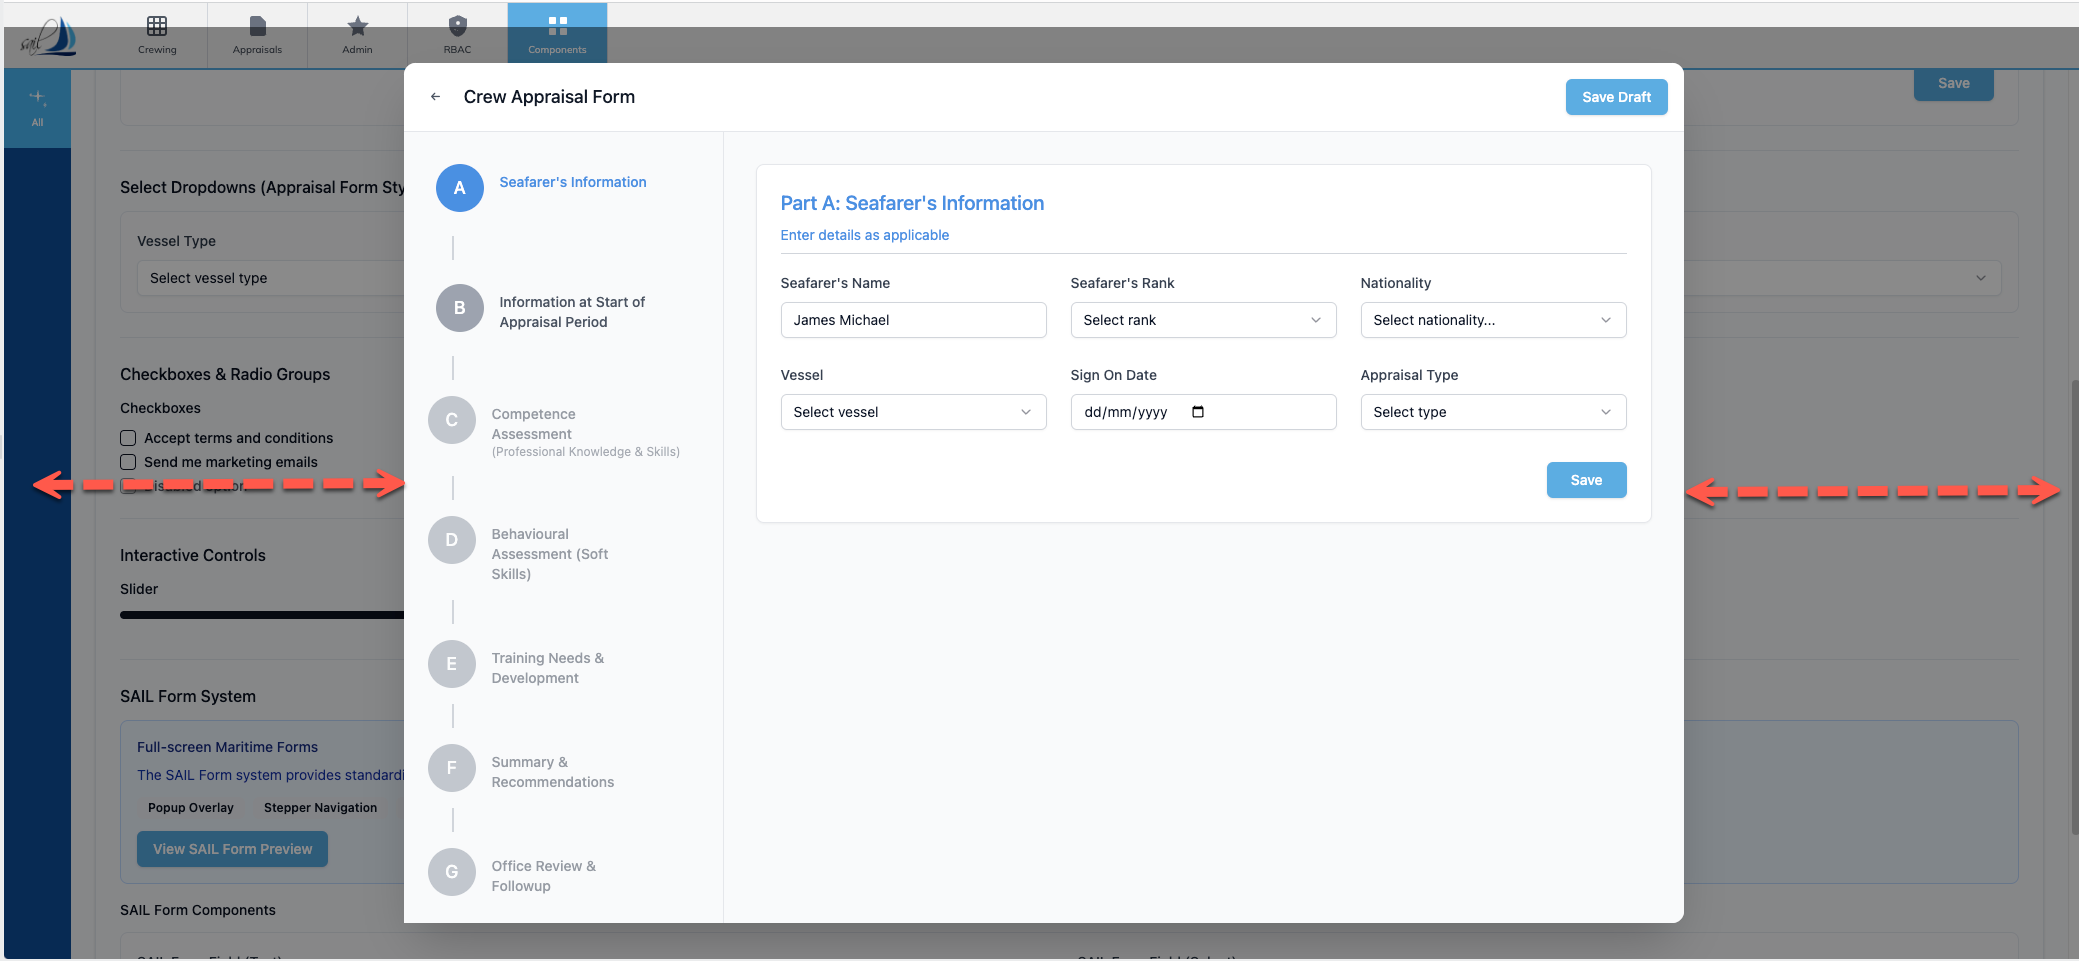 sail
Crewing
Appraisals
Admin
RBAC
Components
All
Save
Crew Appraisal Form
Save Draft
Select Dropdowns (Appraisal Form Sty
Vessel Type
Select vessel type
Checkboxes & Radio Groups
Checkboxes
Accept terms and conditions
Send me marketing emails
Disabled option
Interactive Controls
Slider
SAIL Form System
Full-screen Maritime Forms
The SAIL Form system provides standardi
Popup Overlay
Stepper Navigation
View SAIL Form Preview
SAIL Form Components
A
Seafarer's Information
B
Information at Start of
Appraisal Period
C
Competence
Assessment
(Professional Knowledge & Skills)
D
Behavioural
Assessment (Soft
Skills)
E
Training Needs &
Development
F
Summary &
Recommendations
G
Office Review &
Followup
Part A: Seafarer's Information
Enter details as applicable
Seafarer's Name
James Michael
Seafarer's Rank
Select rank
Nationality
Select nationality...
Vessel
Select vessel
Sign On Date
dd/mm/yyyy
Appraisal Type
Select type
Save